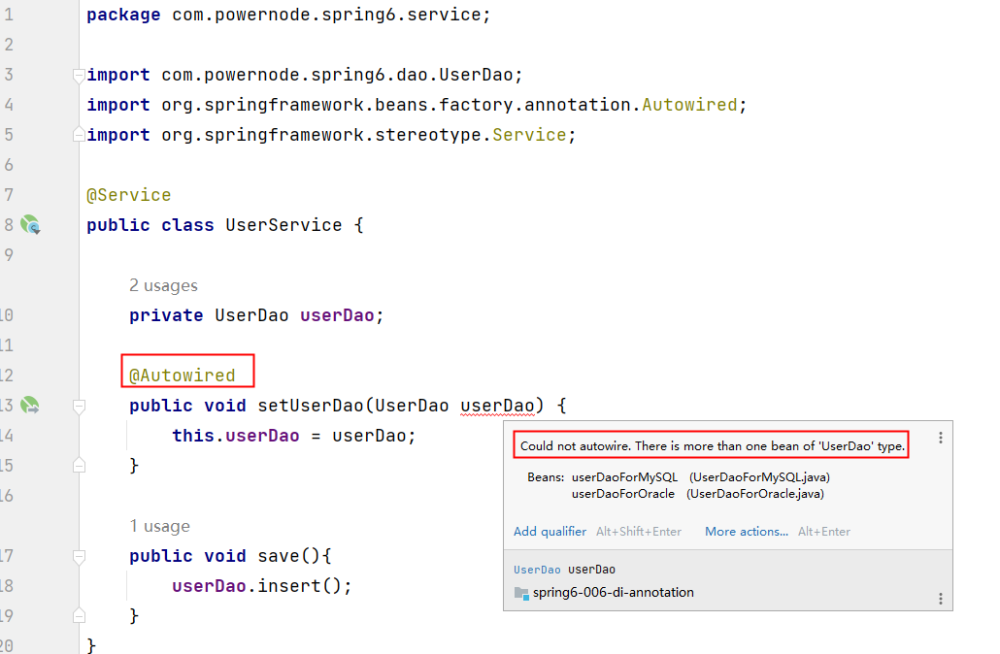 1 package com.powernode.spring6.service;
2
3 import com.powernode.spring6.dao.UserDao;
4 import org.springframework.beans.factory.annotation.Autowired;
5 import org.springframework.stereotype.Service;
6
7 @Service
8 public class UserService {
9
2 usages
10 private UserDao userDao;
11
12 @Autowired
13 public void setUserDao(UserDao userDao) {
14 this.userDao = userDao;
15 }
16
1 usage
17 public void save(){
18 userDao.insert();
19 }
20 }
Could not autowire. There is more than one bean of 'UserDao' type.
Beans: userDaoForMySQL (UserDaoForMySQL.java)
userDaoForOracle (UserDaoForOracle.java)
Add qualifier Alt+Shift+Enter More actions... Alt+Enter
UserDao userDao
spring6-006-di-annotation